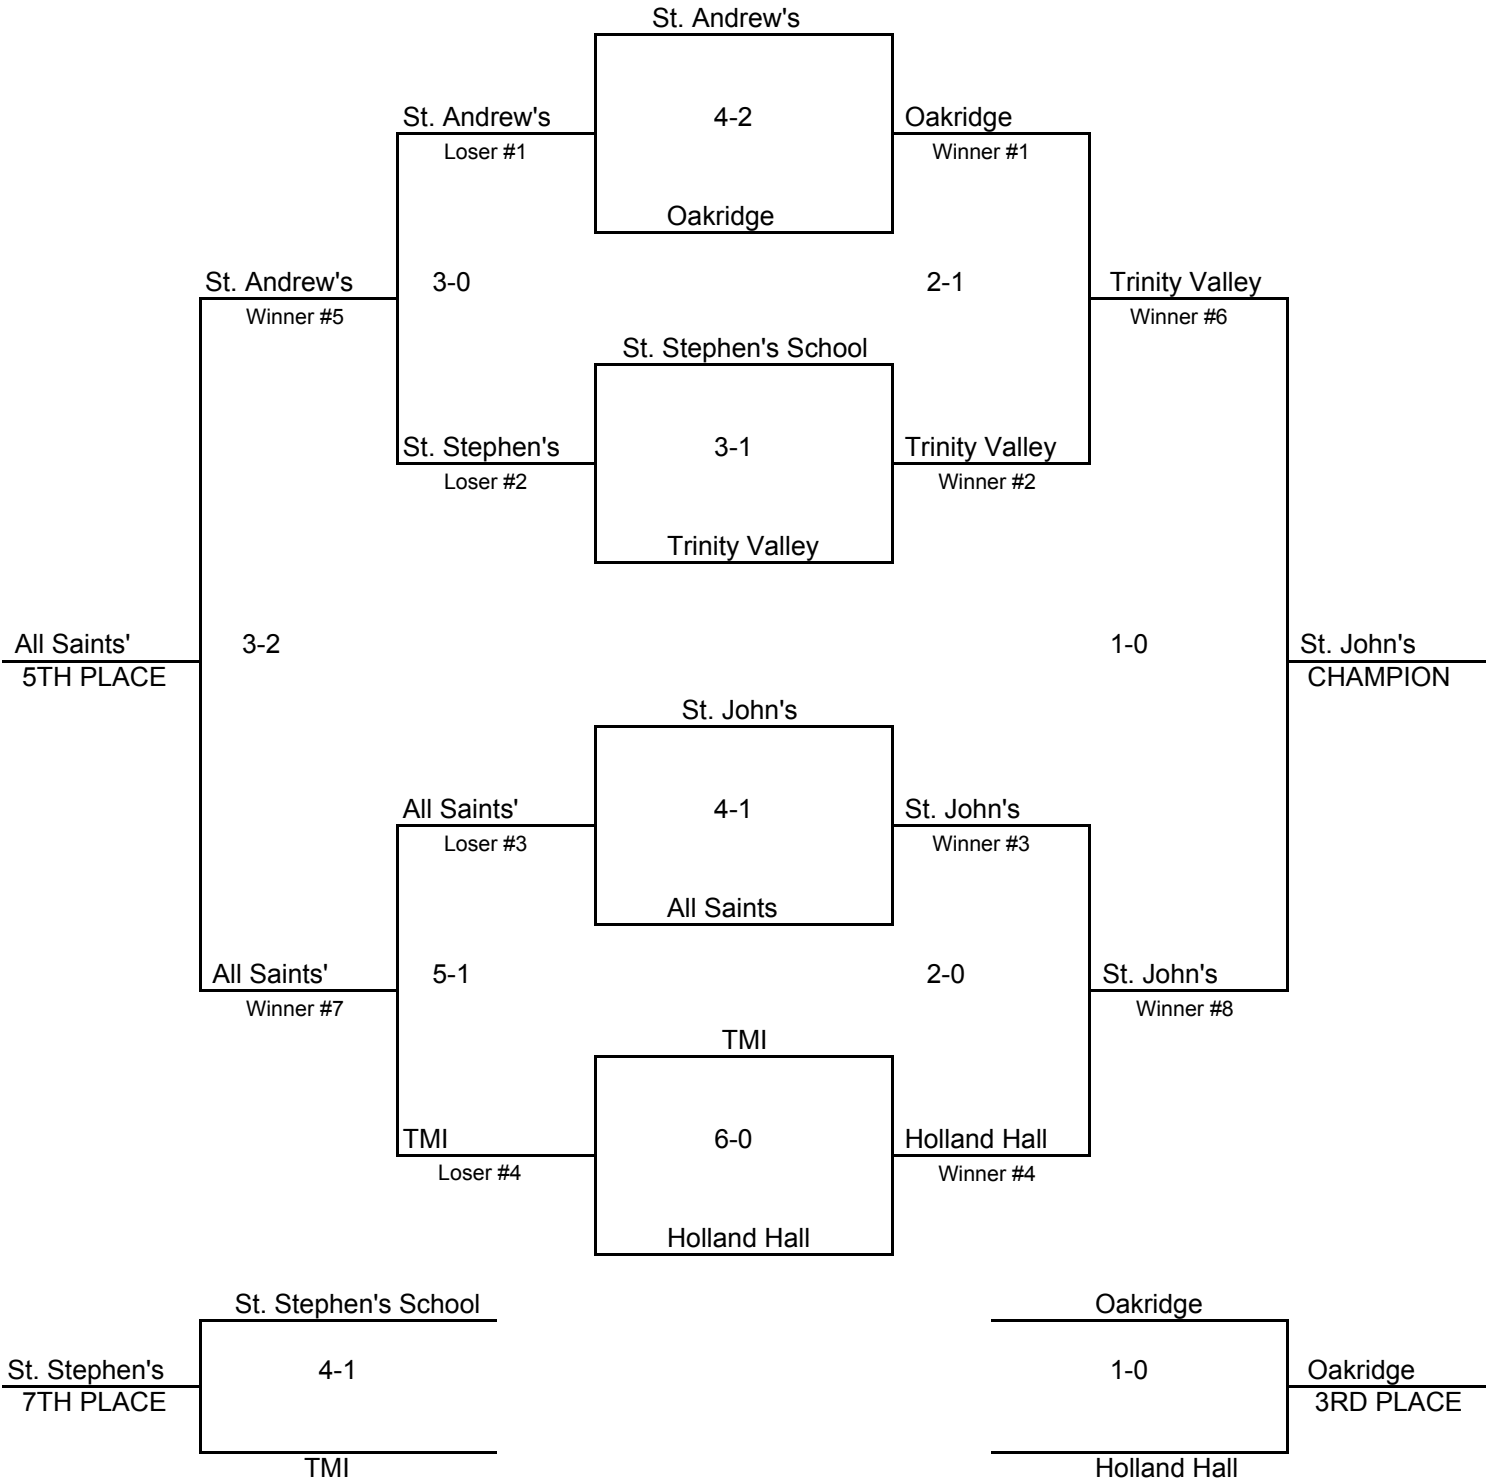 St. Andrew's
St. Andrew's
4-2
Oakridge
Loser #1
Winner #1
Oakridge
St. Andrew's
3-0
2-1
Trinity Valley
Winner #5
Winner #6
St. Stephen's School
St. Stephen's
3-1
Trinity Valley
Loser #2
Winner #2
Trinity Valley
All Saints'
3-2
1-0
St. John's
5TH PLACE
CHAMPION
St. John's
All Saints'
4-1
St. John's
Loser #3
Winner #3
All Saints
All Saints'
5-1
2-0
St. John's
Winner #7
Winner #8
TMI
TMI
6-0
Holland Hall
Loser #4
Winner #4
Holland Hall
St. Stephen's School
Oakridge
St. Stephen's
4-1
1-0
Oakridge
7TH PLACE
3RD PLACE
TMI
Holland Hall